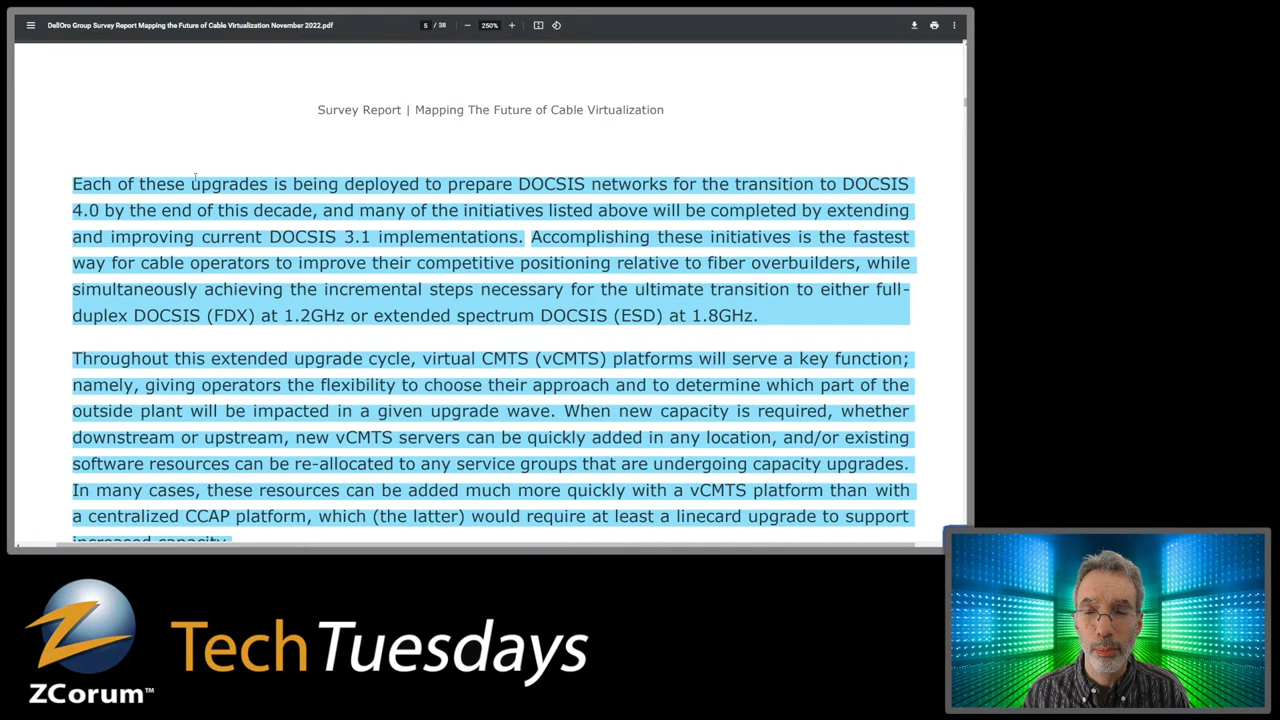 DellOro Group Survey Report Mapping the Future of Cable Virtualization November 2022.pdf
5 / 38
250%
Survey Report | Mapping The Future of Cable Virtualization
Each of these upgrades is being deployed to prepare DOCSIS networks for the transition to DOCSIS
4.0 by the end of this decade, and many of the initiatives listed above will be completed by extending
and improving current DOCSIS 3.1 implementations. Accomplishing these initiatives is the fastest
way for cable operators to improve their competitive positioning relative to fiber overbuilders, while
simultaneously achieving the incremental steps necessary for the ultimate transition to either full-
duplex DOCSIS (FDX) at 1.2GHz or extended spectrum DOCSIS (ESD) at 1.8GHz.
Throughout this extended upgrade cycle, virtual CMTS (vCMTS) platforms will serve a key function;
namely, giving operators the flexibility to choose their approach and to determine which part of the
outside plant will be impacted in a given upgrade wave. When new capacity is required, whether
downstream or upstream, new vCMTS servers can be quickly added in any location, and/or existing
software resources can be re-allocated to any service groups that are undergoing capacity upgrades.
In many cases, these resources can be added much more quickly with a vCMTS platform than with
a centralized CCAP platform, which (the latter) would require at least a linecard upgrade to support
increased capacity.
Z
ZCorum™
TechTuesdays